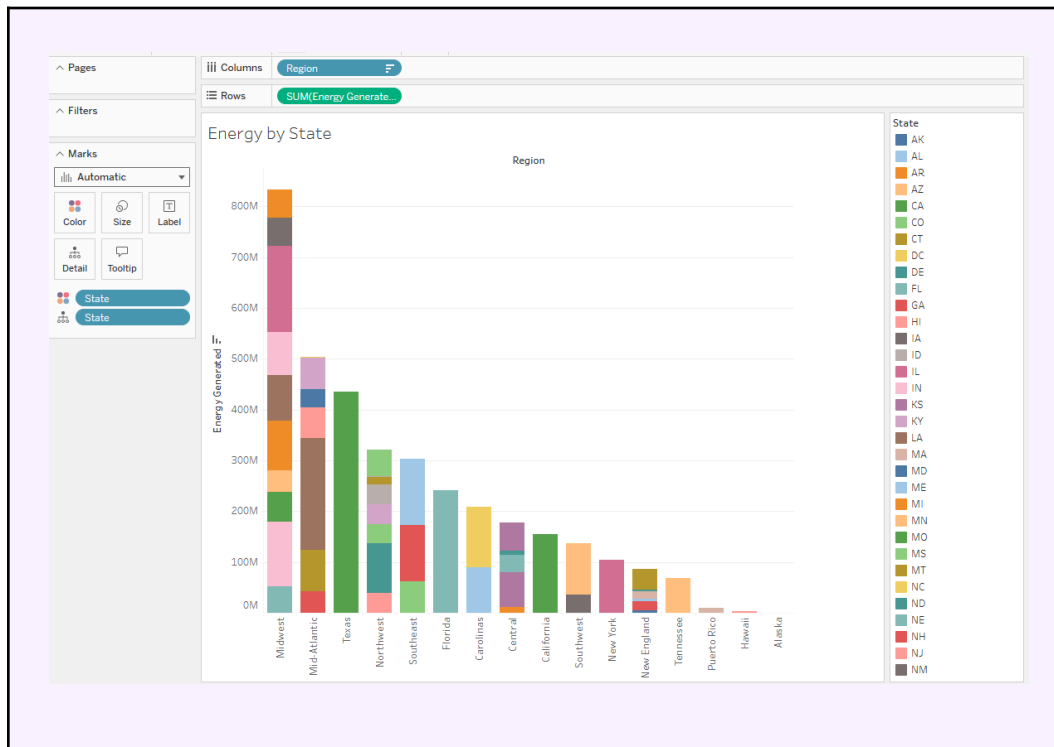 Pages
Filters
Marks
Automatic
Color
Size
Label
Detail
Tooltip
State
State
Columns
Region
Rows
SUM(Energy Generate...
Energy by State
Region
Energy Generated
800M
700M
600M
500M
400M
300M
200M
100M
0M
Midwest
Mid-Atlantic
Texas
Northwest
Southeast
Florida
Carolinas
Central
California
Southwest
New York
New England
Tennessee
Puerto Rico
Hawaii
Alaska
State
AK
AL
AR
AZ
CA
CO
CT
DC
DE
FL
GA
HI
IA
ID
IL
IN
KS
KY
LA
MA
MD
ME
MI
MN
MO
MS
MT
NC
ND
NE
NH
NJ
NM